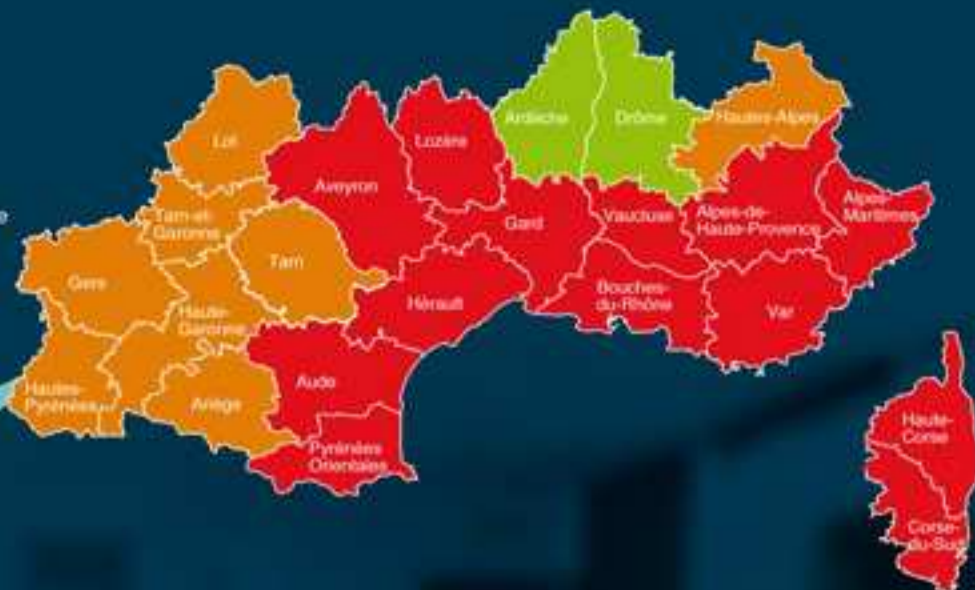 Ardèche
Drôme
Hautes-Alpes
Lot
Lozère
Aveyron
Tarn-et-
Garonne
Gard
Vaucluse
Alpes-de-
Haute-Provence
Alpes-
Maritimes
Gers
Tarn
Haute-
Garonne
Hérault
Bouches-
du-Rhône
Var
Hautes-
Pyrénées
Ariège
Aude
Pyrénées
Orientales
Haute-
Corse
Corse-
du-Sud